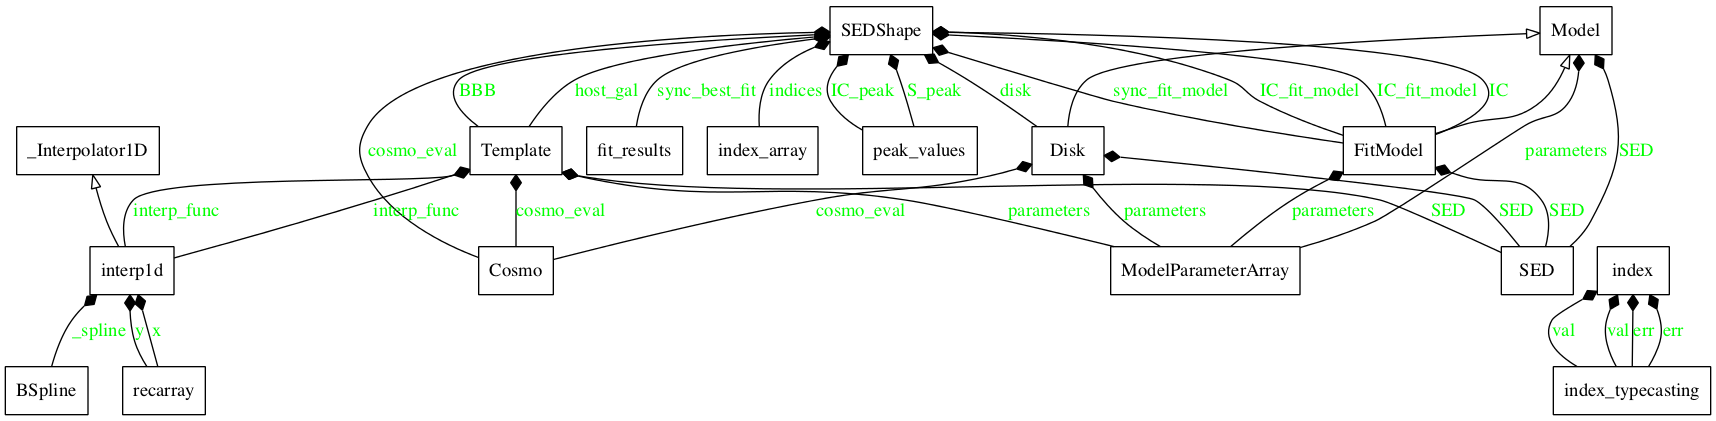 SEDShape
Model
BBB
host_gal
sync_best_fit
indices
IC_peak
S_peak
disk
sync_fit_model
IC_fit_model
IC_fit_model
IC
_Interpolator1D
cosmo_eval
Template
fit_results
index_array
peak_values
Disk
FitModel
parameters
SED
interp_func
interp_func
cosmo_eval
cosmo_eval
parameters
parameters
parameters
SED
SED
SED
interp1d
Cosmo
ModelParameterArray
SED
index
_spline
y
x
val
val
err
err
BSpline
recarray
index_typecasting